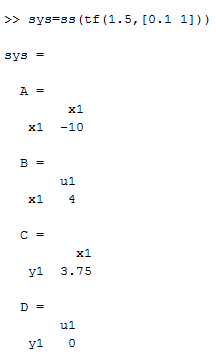 >> sys=ss(tf(1.5,[0.1 1]))
sys =
A =
x1
x1 -10
B =
u1
x1 4
C =
x1
y1 3.75
D =
u1
y1 0